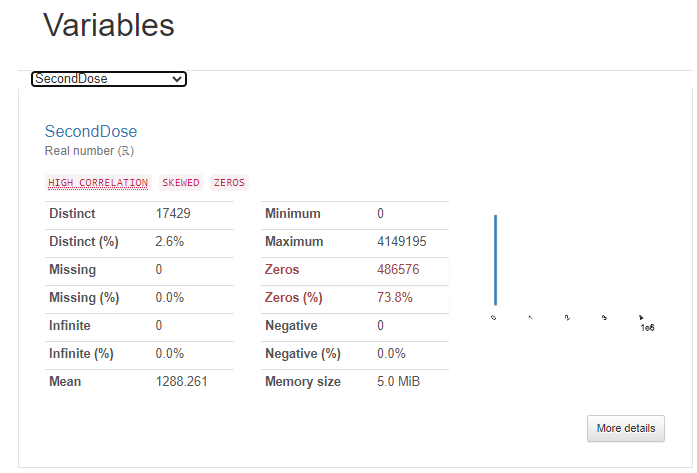 Variables
SecondDose
SecondDose
Real number (ℝ)
HIGH CORRELATION SKEWED ZEROS
Distinct 17429
Distinct (%) 2.6%
Missing 0
Missing (%) 0.0%
Infinite 0
Infinite (%) 0.0%
Mean 1288.261
Minimum 0
Maximum 4149195
Zeros 486576
Zeros (%) 73.8%
Negative 0
Negative (%) 0.0%
Memory size 5.0 MiB
0 1 2 3 4
1e6
More details